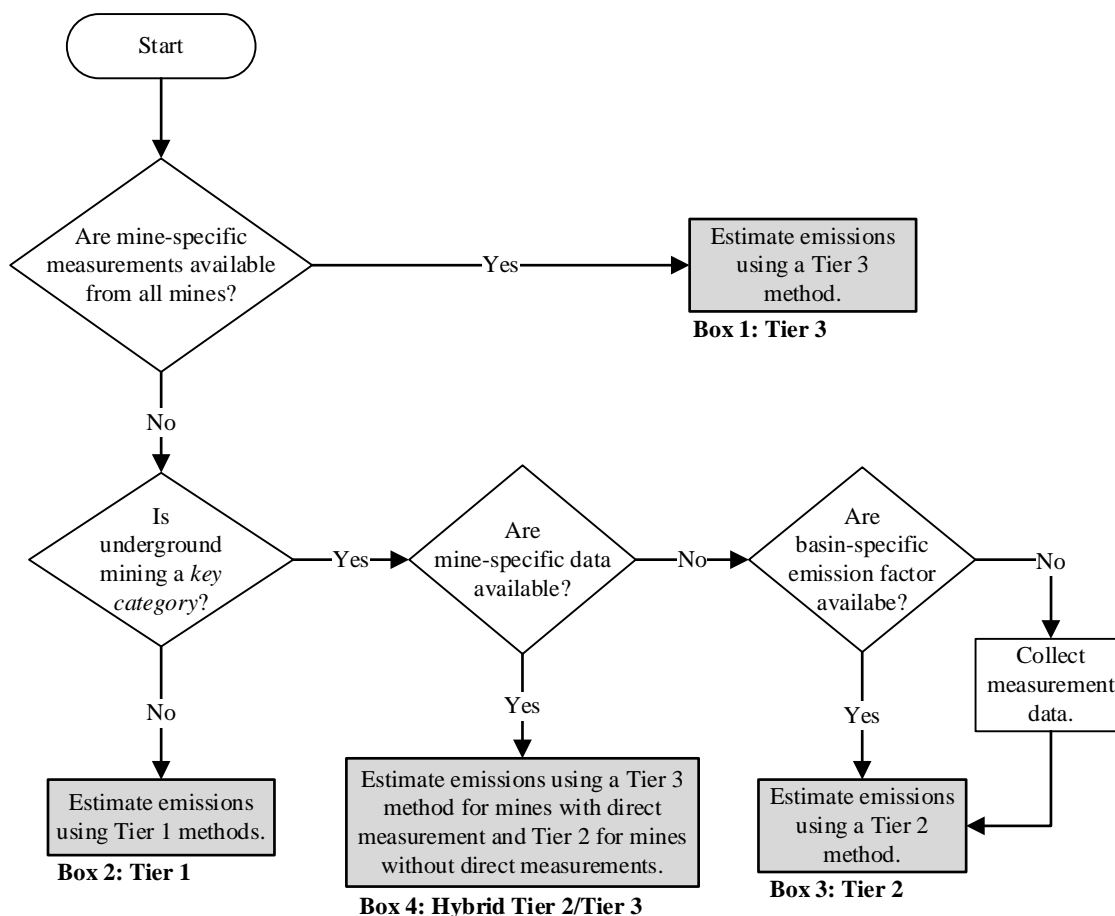 Start
Are mine-specific
measurements available
from all mines?
Yes
Estimate emissions
using a Tier 3
method.
Box 1: Tier 3
No
Is
underground
mining a key
category?
Yes
Are
mine-specific data
available?
No
Are
basin-specific
emission factor
availabe?
No
Collect
measurement
data.
No
Yes
Yes
Estimate emissions
using Tier 1 methods.
Box 2: Tier 1
Estimate emissions using a Tier 3
method for mines with direct
measurement and Tier 2 for mines
without direct measurements.
Box 4: Hybrid Tier 2/Tier 3
Estimate emissions
using a Tier 2
method.
Box 3: Tier 2